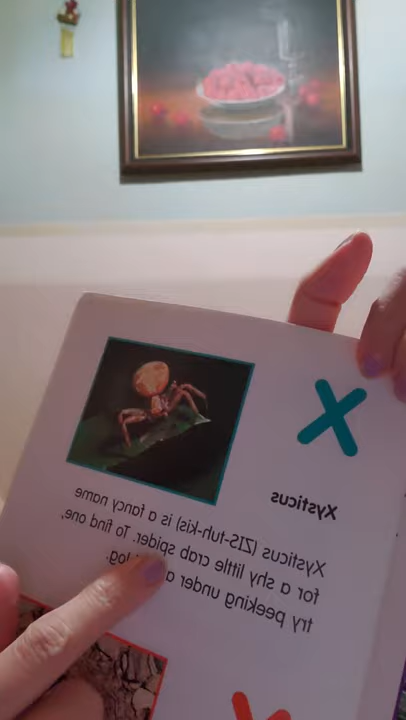 X
Xysticus
Xysticus (ZIS-tuh-kis) is a fancy name
for a shy little crab spider. To find one,
try peeking under a log.